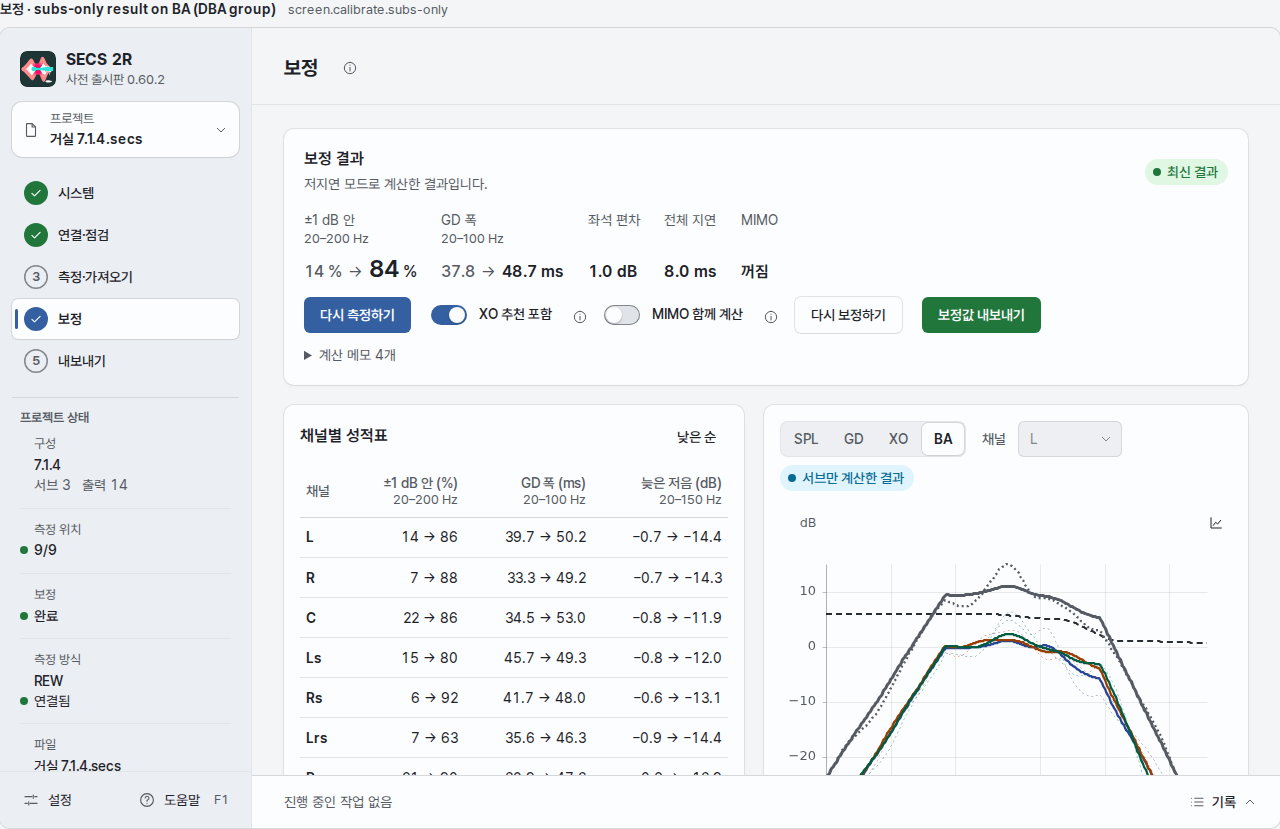 보정 · subs-only result on BA (DBA group) screen.calibrate.subs-only
SECS 2R
사전 출시판 0.60.2
프로젝트
거실 7.1.4.secs
시스템
연결·점검
3 측정·가져오기
보정
5 내보내기
프로젝트 상태
구성
7.1.4
서브 3 출력 14
측정 위치
9/9
보정
완료
측정 방식
REW
연결됨
파일
거실 7.1.4.secs
설정 도움말 F1
보정
보정 결과
저지연 모드로 계산한 결과입니다.
최신 결과
±1 dB 안 GD 폭 좌석 편차 전체 지연 MIMO
20–200 Hz 20–100 Hz
14 % → 84 % 37.8 → 48.7 ms 1.0 dB 8.0 ms 꺼짐
다시 측정하기 XO 추천 포함 MIMO 함께 계산 다시 보정하기 보정값 내보내기
계산 메모 4개
채널별 성적표 낮은 순
채널 ±1 dB 안 (%) GD 폭 (ms) 늦은 저음 (dB)
20–200 Hz 20–100 Hz 20–150 Hz
L 14 → 86 39.7 → 50.2 −0.7 → −14.4
R 7 → 88 33.3 → 49.2 −0.7 → −14.3
C 22 → 86 34.5 → 53.0 −0.8 → −11.9
Ls 15 → 80 45.7 → 49.3 −0.8 → −12.0
Rs 6 → 92 41.7 → 48.0 −0.6 → −13.1
Lrs 7 → 63 35.6 → 46.3 −0.9 → −14.4
SPL GD XO BA 채널 L
서브만 계산한 결과
dB
10
0
−10
−20
진행 중인 작업 없음 기록